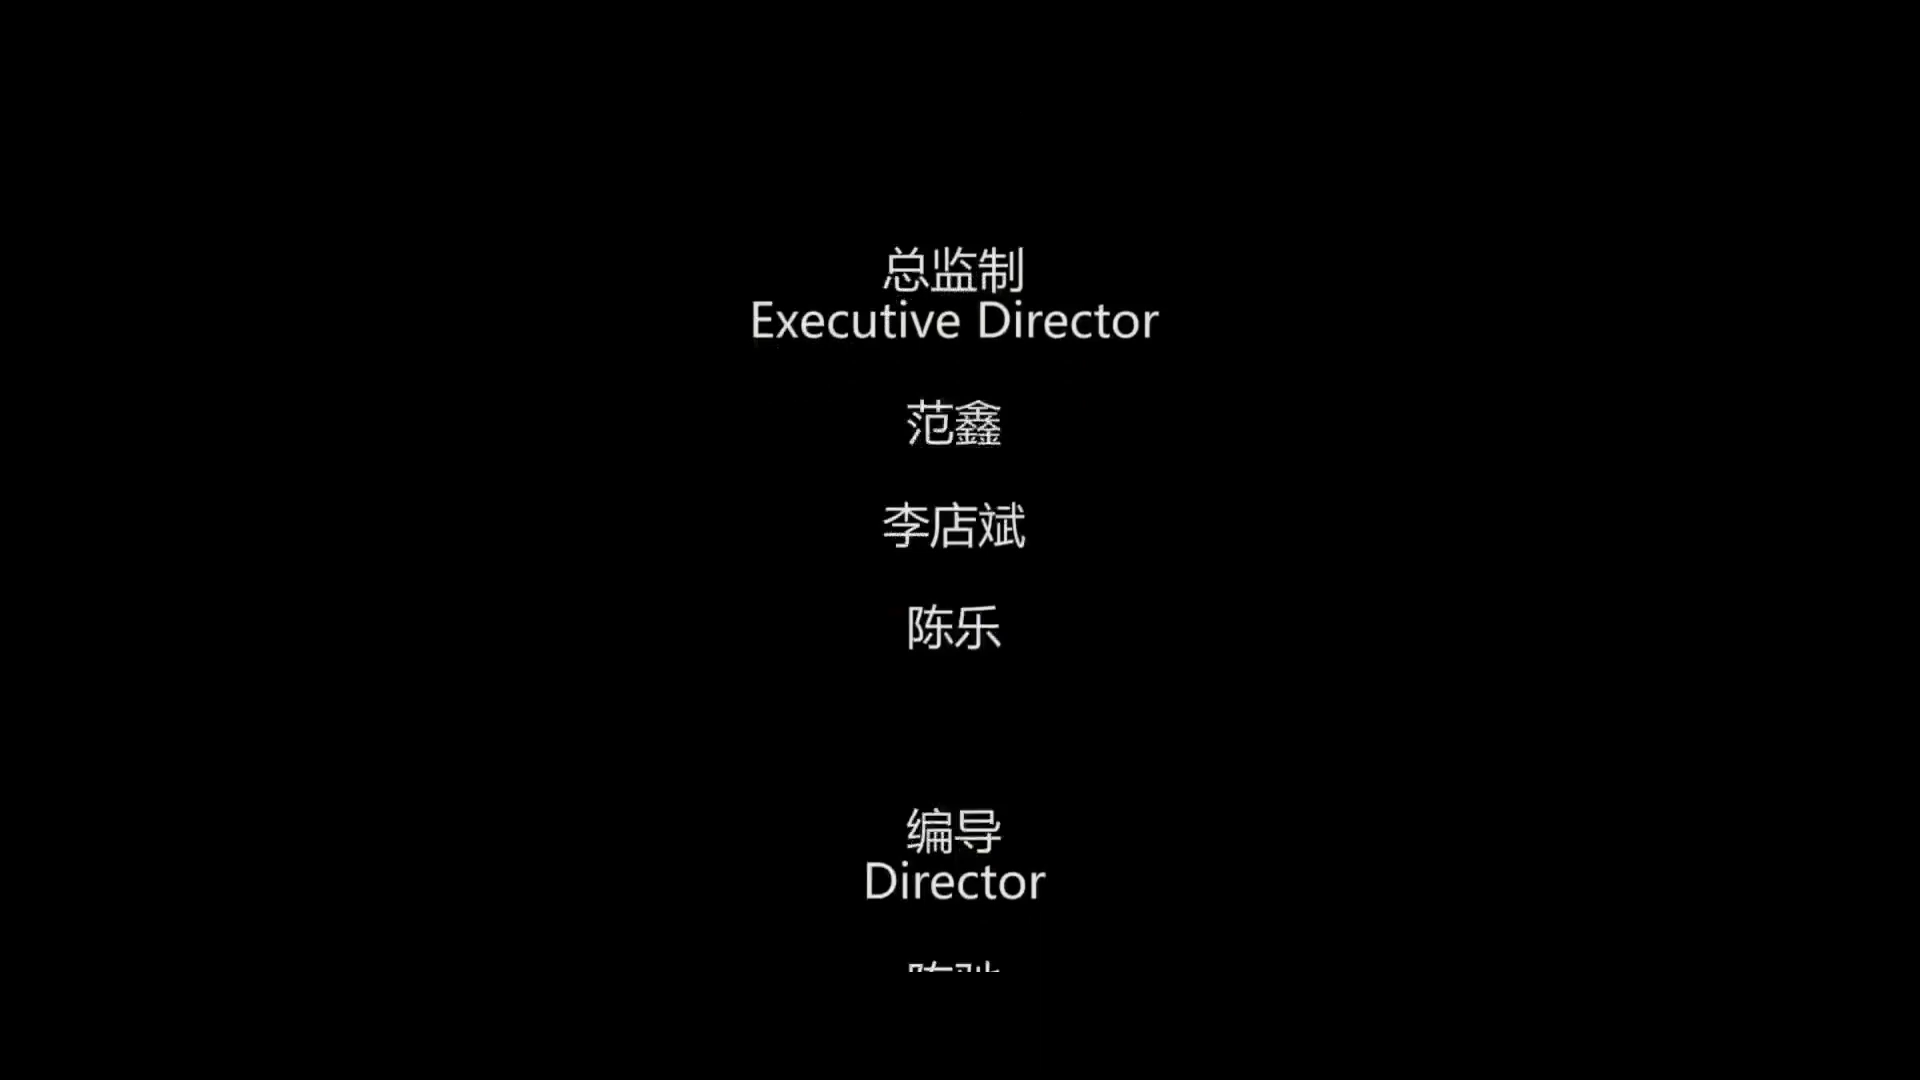 总监制
Executive Director
范鑫
李店斌
陈乐
编导
Director